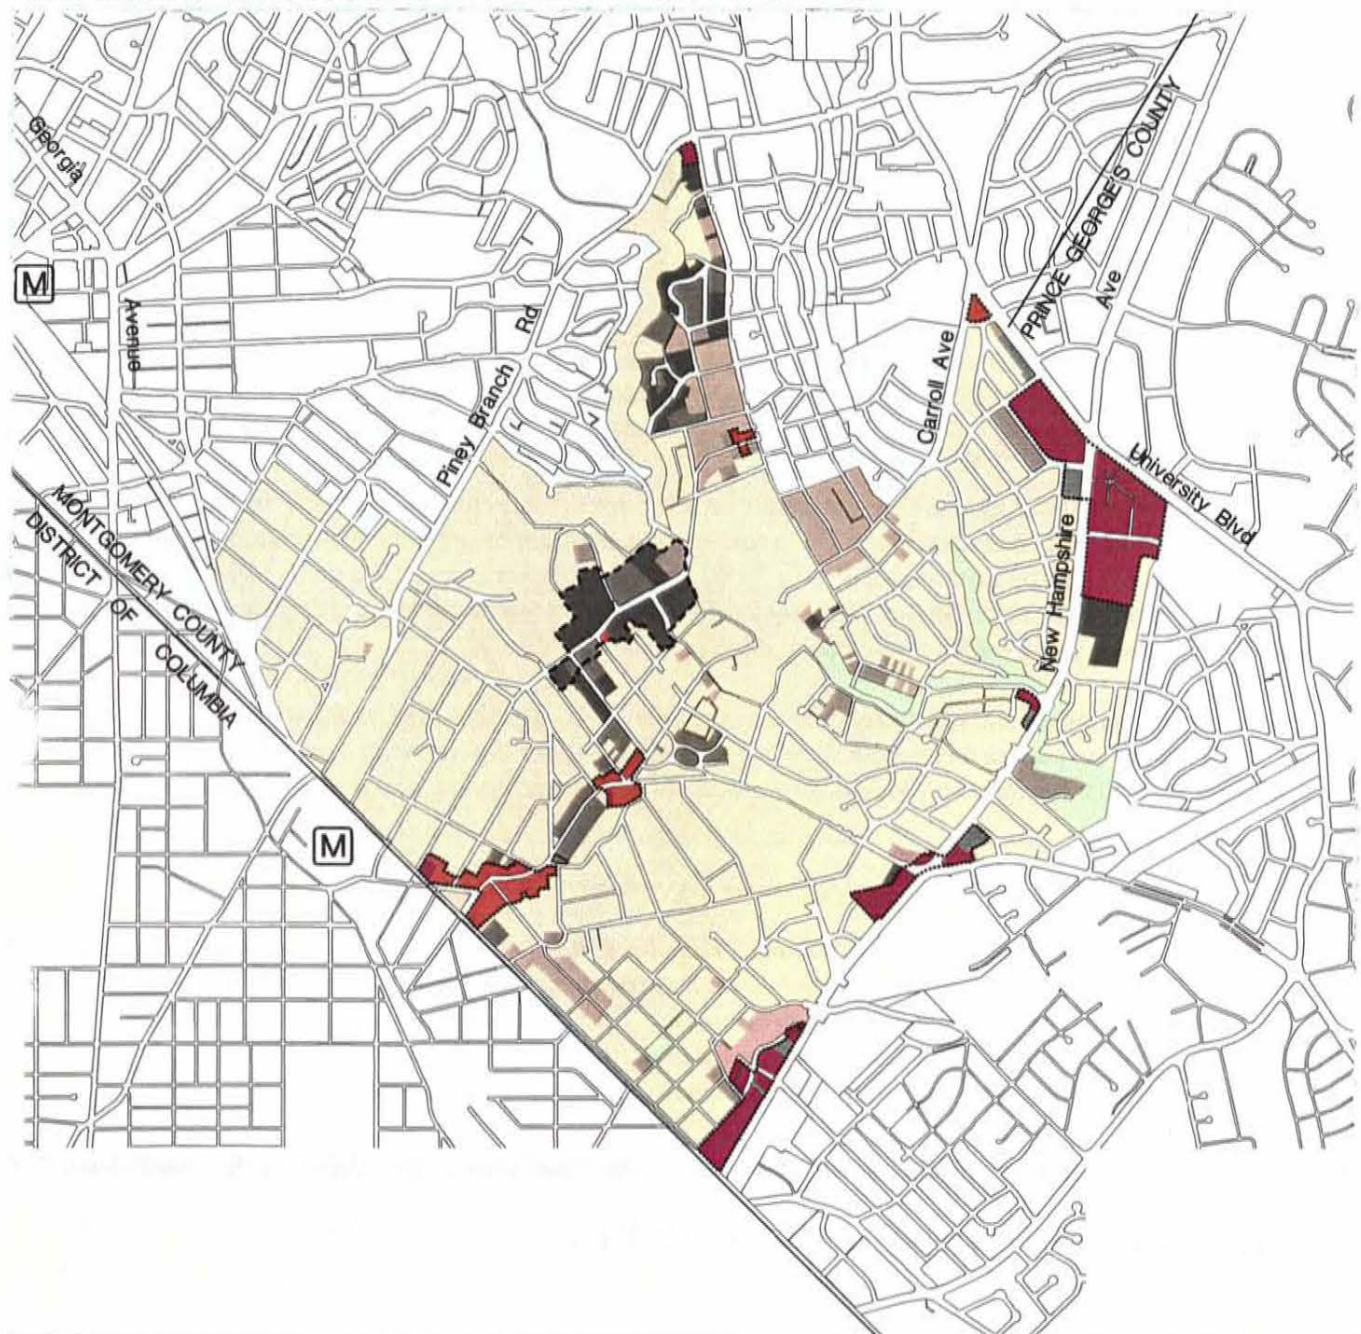 Georgia
Avenue
M
Piney Branch
Rd
Carroll Ave
PRINCE GEORGE'S COUNTY
Ave
University Blvd
New Hampshire
MONTGOMERY COUNTY
DISTRICT OF COLUMBIA
M